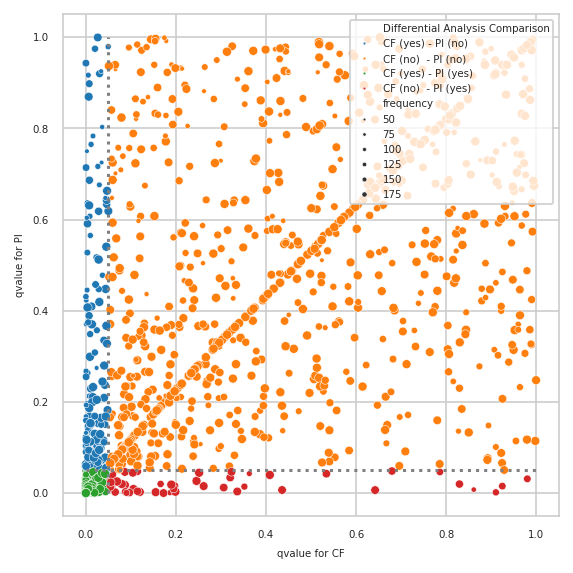 Differential Analysis Comparison
CF (yes) - PI (no)
CF (no)  - PI (no)
CF (yes) - PI (yes)
CF (no)  - PI (yes)
frequency
50
75
100
125
150
175
1.0
0.8
0.6
0.4
0.2
0.0
qvalue for PI
0.0 0.2 0.4 0.6 0.8 1.0
qvalue for CF